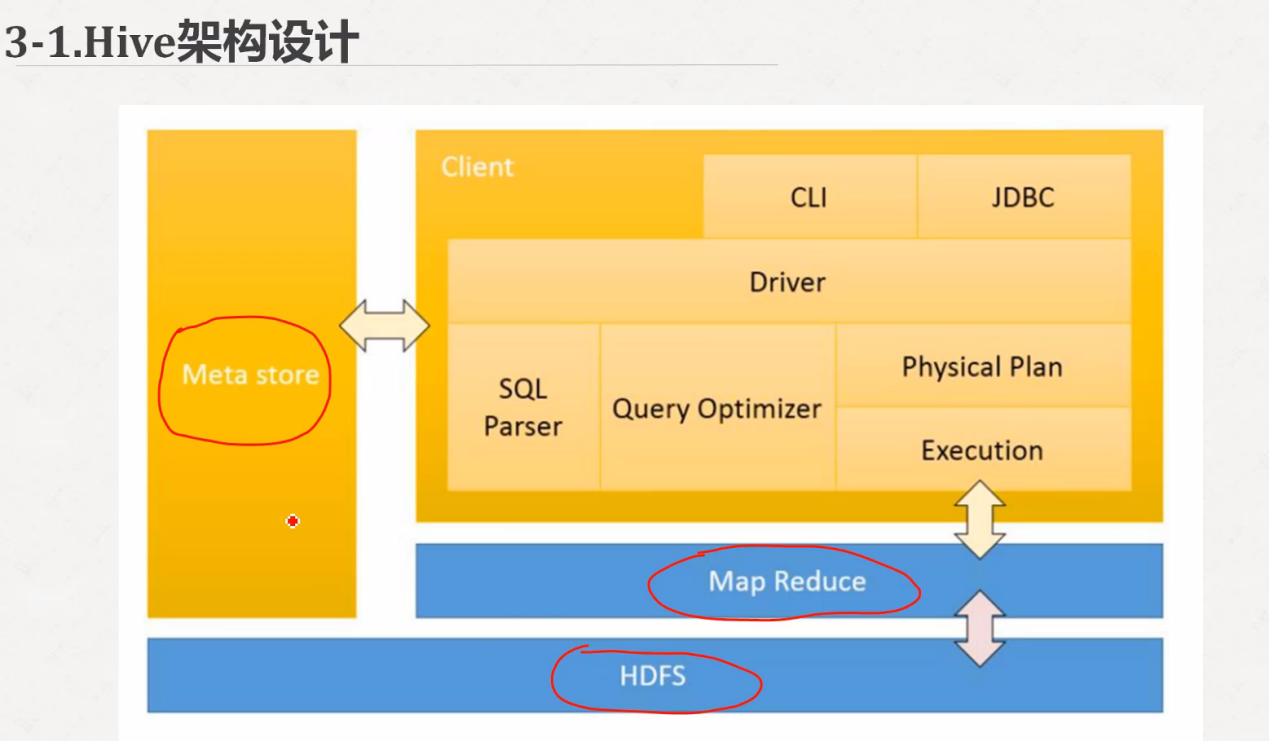 3-1.Hive架构设计
Client
CLI
JDBC
Driver
Meta store
SQL
Parser
Query Optimizer
Physical Plan
Execution
Map Reduce
HDFS